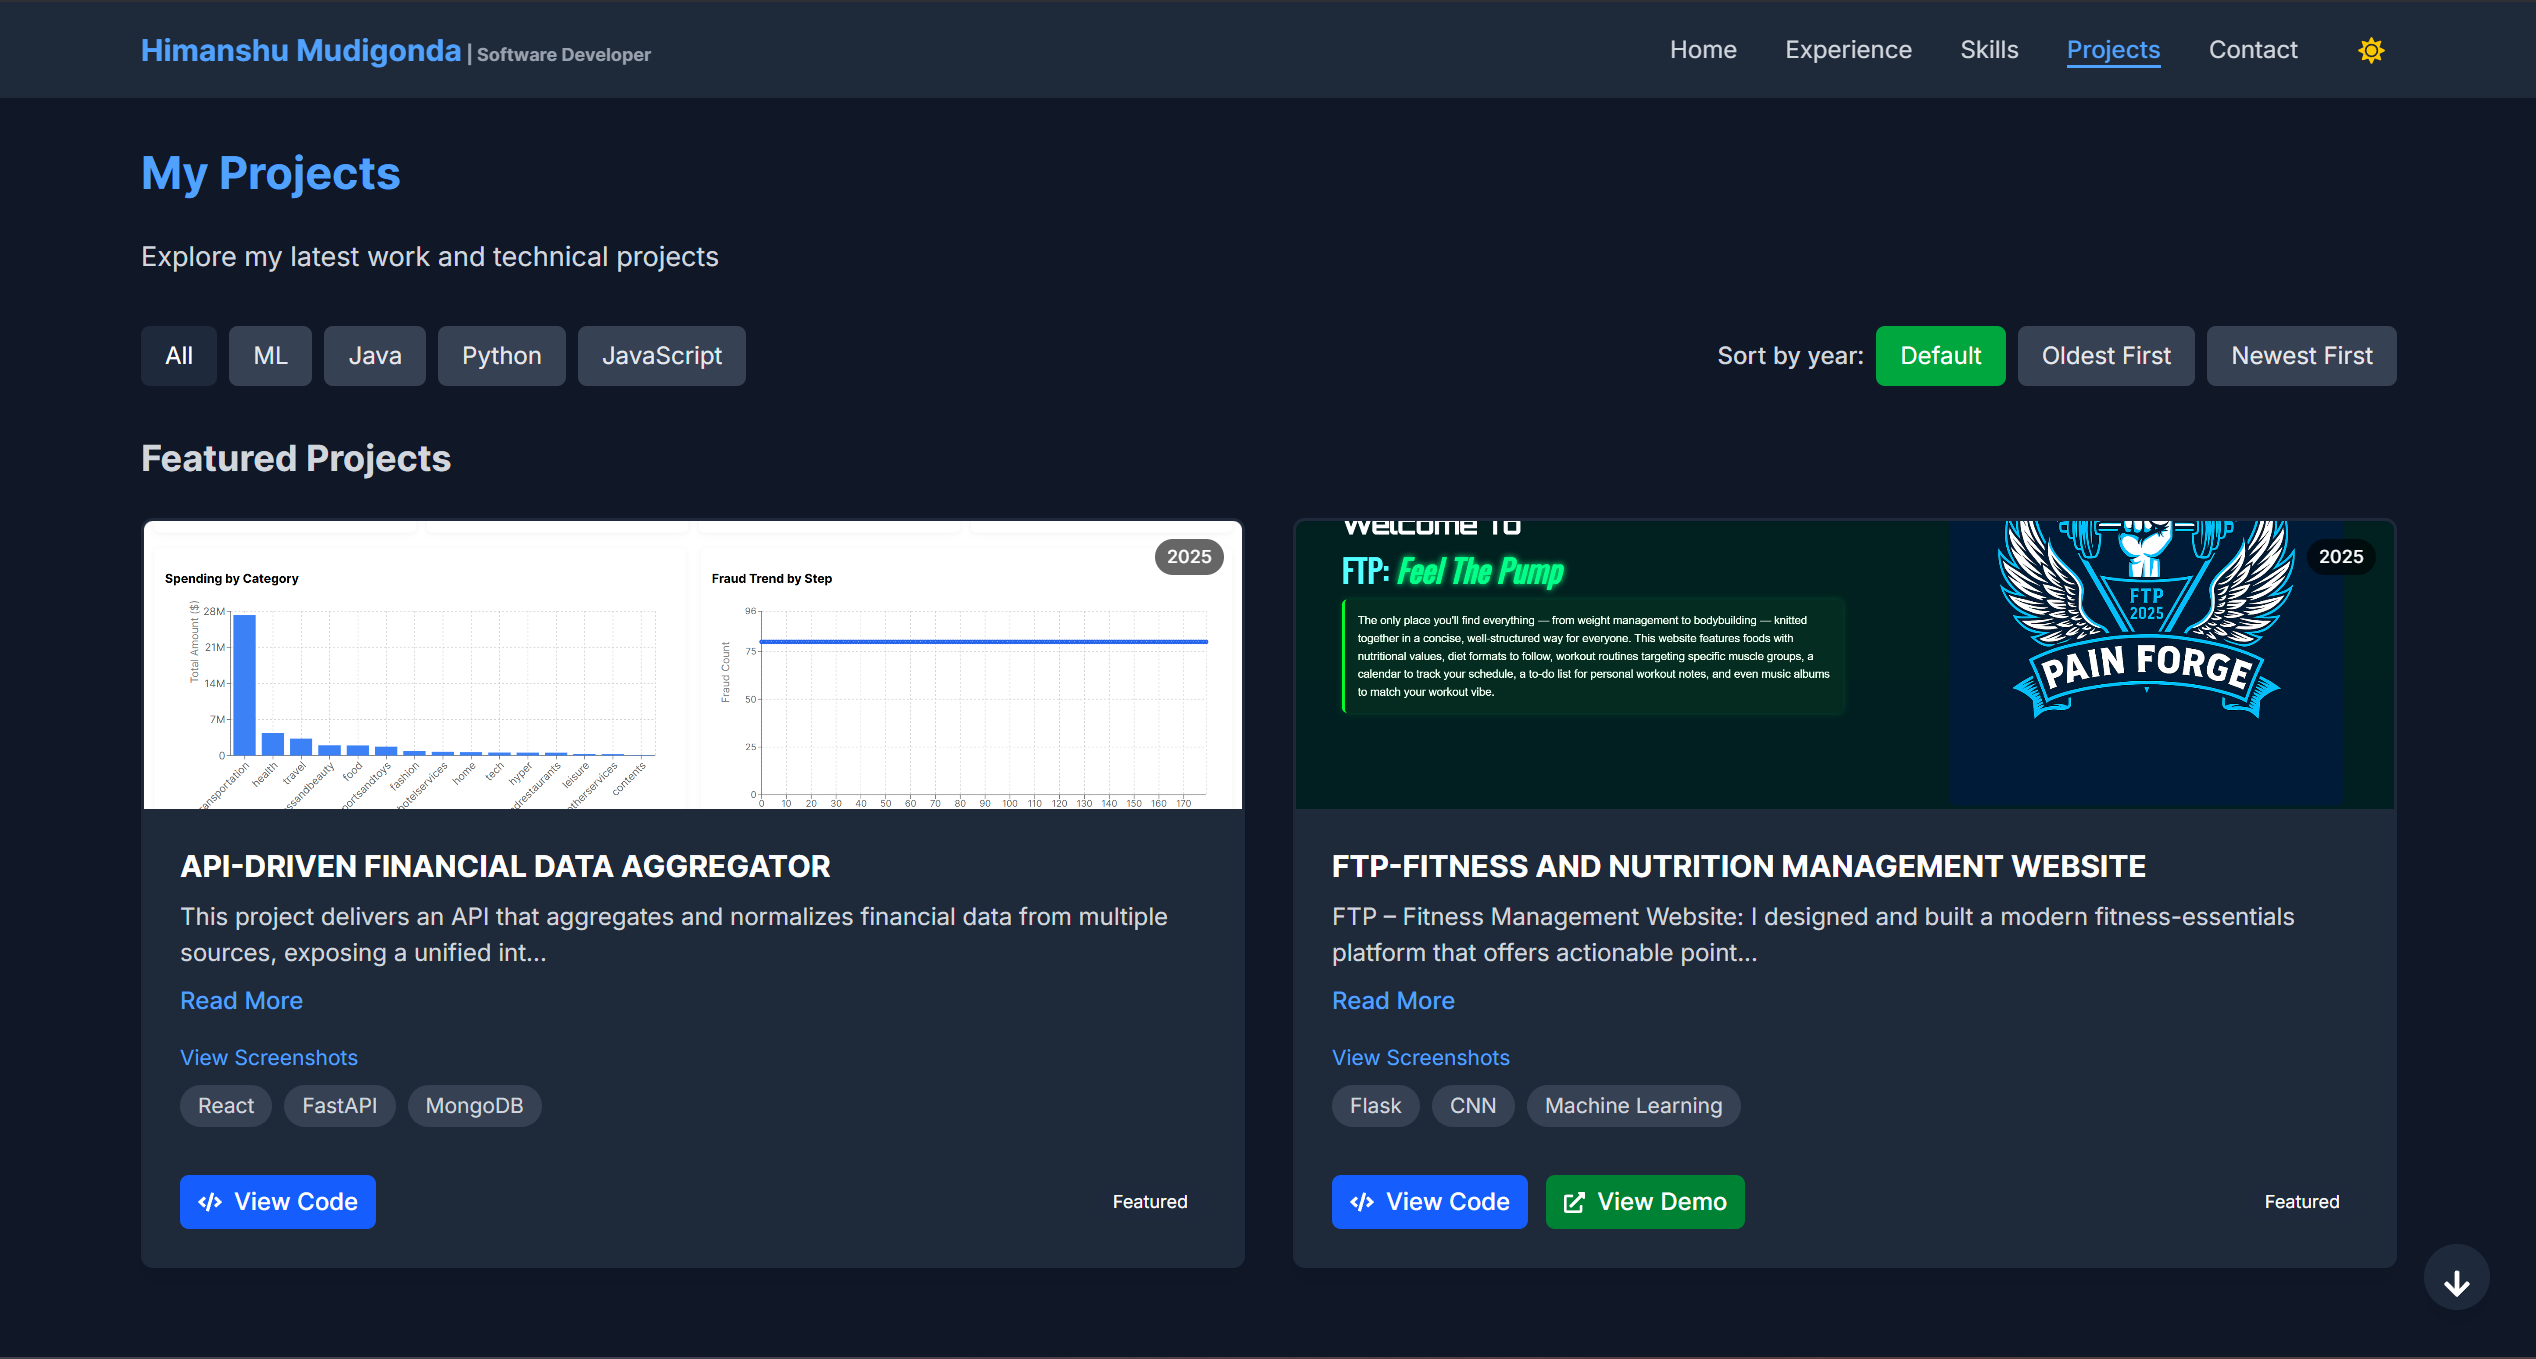 Himanshu Mudigonda | Software Developer
Home Experience Skills Projects Contact
My Projects
Explore my latest work and technical projects
All ML Java Python JavaScript
Sort by year: Default Oldest First Newest First
Featured Projects
2025
Spending by Category
Total Amount ($)
28M
21M
14M
7M
0
health
travel
food
fashion
home
tech
hyper
leisure
contents
Fraud Trend by Step
Fraud Count
96
75
50
25
0
0 10 20 30 40 50 60 70 80 90 100 110 120 130 140 150 160 170
API-DRIVEN FINANCIAL DATA AGGREGATOR
This project delivers an API that aggregates and normalizes financial data from multiple
sources, exposing a unified int...
Read More
View Screenshots
React FastAPI MongoDB
View Code
Featured
Welcome To
FTP: Feel The Pump
The only place you'll find everything — from weight management to bodybuilding — knitted
together in a concise, well-structured way for everyone. This website features foods with
nutritional values, diet formats to follow, workout routines targeting specific muscle groups, a
calendar to track your schedule, a to-do list for personal workout notes, and even music albums
to match your workout vibe.
FTP
2025
PAIN FORGE
2025
FTP-FITNESS AND NUTRITION MANAGEMENT WEBSITE
FTP – Fitness Management Website: I designed and built a modern fitness-essentials
platform that offers actionable point...
Read More
View Screenshots
Flask CNN Machine Learning
View Code View Demo
Featured